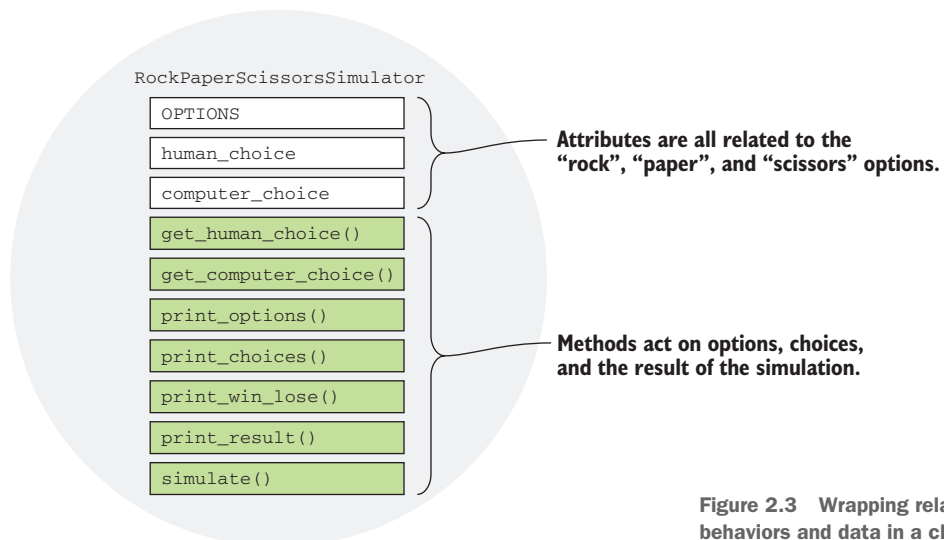 RockPaperScissorsSimulator
OPTIONS
human_choice
computer_choice
Attributes are all related to the
“rock”, “paper”, and “scissors” options.
get_human_choice()
get_computer_choice()
print_options()
print_choices()
print_win_lose()
print_result()
simulate()
Methods act on options, choices,
and the result of the simulation.
Figure 2.3 Wrapping
behaviors and data in a